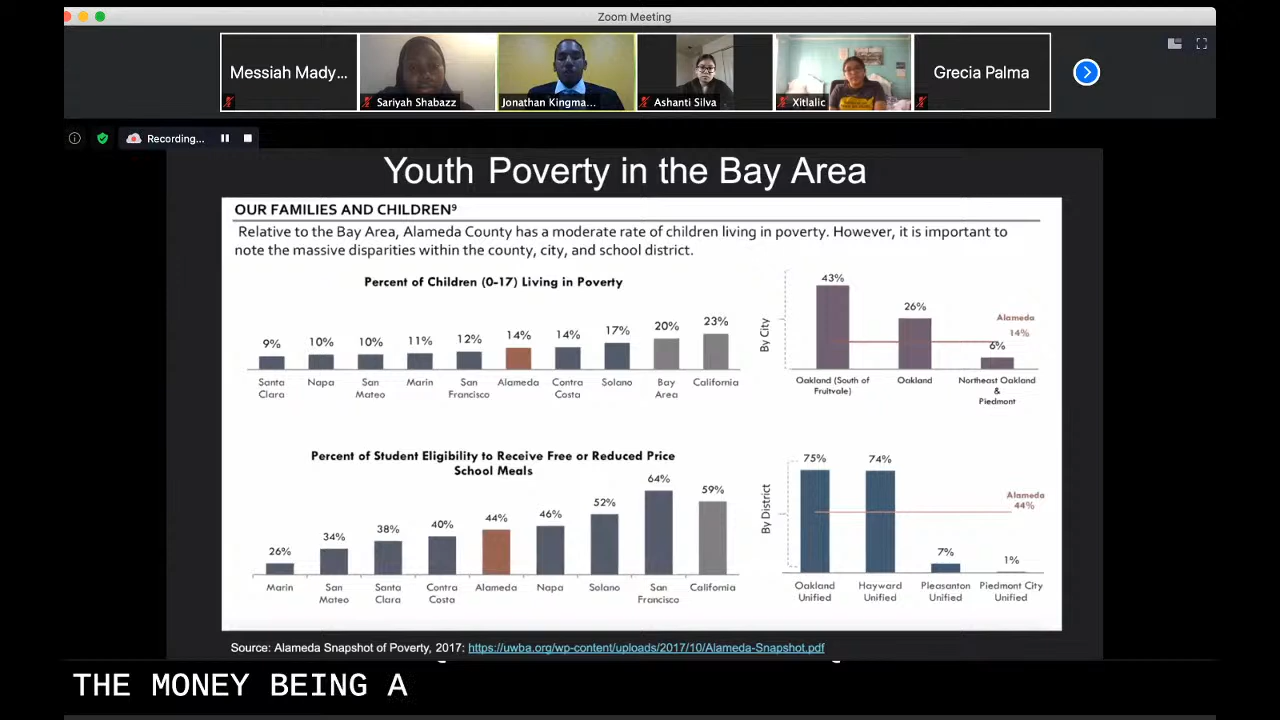 Zoom Meeting
Messiah Mady...
Sariyah Shabazz
Jonathan Kingma...
Ashanti Silva
Xitlalic
Grecia Palma
Recording...
Youth Poverty in the Bay Area
OUR FAMILIES AND CHILDREN⁹
Relative to the Bay Area, Alameda County has a moderate rate of children living in poverty. However, it is important to
note the massive disparities within the county, city, and school district.
Percent of Children (0-17) Living in Poverty
9% 10% 10% 11% 12% 14% 14% 17% 20% 23%
Santa Napa San Marin San Alameda Contra Solano Bay California
Clara Mateo Francisco Costa Area
By City
43%
26%
Alameda
14%
6%
Oakland (South of Oakland Northeast Oakland
Fruitvale) &
Piedmont
Percent of Student Eligibility to Receive Free or Reduced Price
School Meals
26% 34% 38% 40% 44% 46% 52% 64% 59%
Marin San Santa Contra Alameda Napa Solano San California
Mateo Clara Costa Francisco
By District
75% 74%
Alameda
44%
7% 1%
Oakland Hayward Pleasanton Piedmont City
Unified Unified Unified Unified
Source: Alameda Snapshot of Poverty, 2017: https://uwba.org/wp-content/uploads/2017/10/Alameda-Snapshot.pdf
THE MONEY BEING A